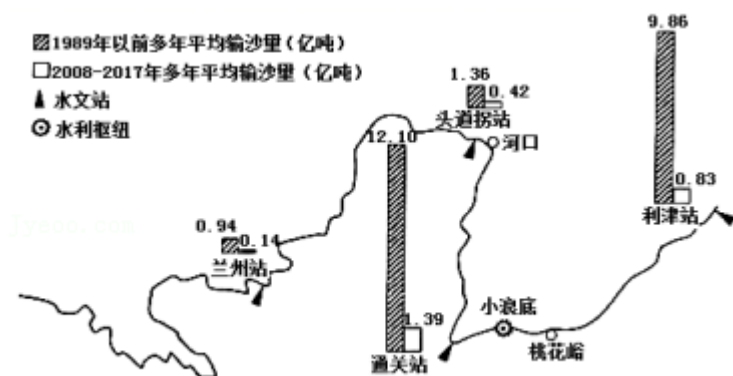 1989年以前多年平均输沙量(亿吨)
2008-2017年多年平均输沙量(亿吨)
水文站
水利枢纽
9.86
1.36
0.42
头道拐站
河口
12.10
0.83
利津站
0.94
0.14
兰州站
小浪底
1.39
桃花峪
通关站